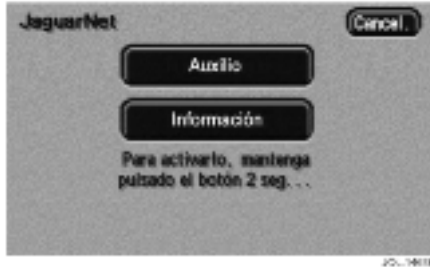 JaguarNet
Cancel.
Auxilio
Información
Para activarlo, mantenga
pulsado el botón 2 seg. . .